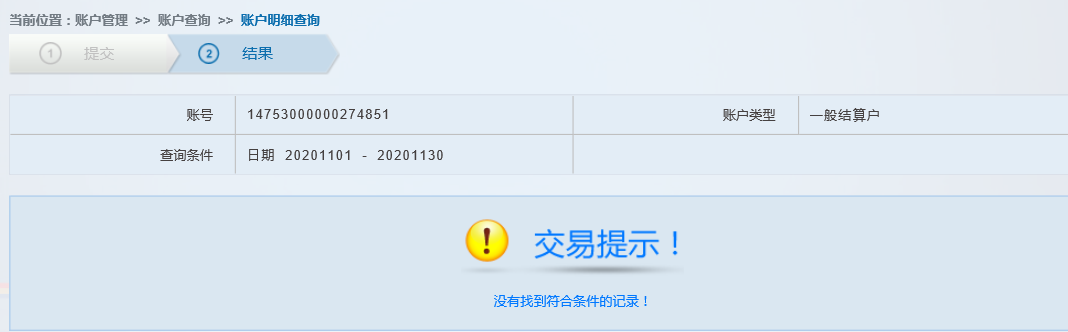 当前位置：账户管理 >> 账户查询 >> 账户明细查询
1 提交 2 结果
账号 14753000000274851 账户类型 一般结算户
查询条件 日期 20201101 - 20201130
交易提示！
没有找到符合条件的记录！